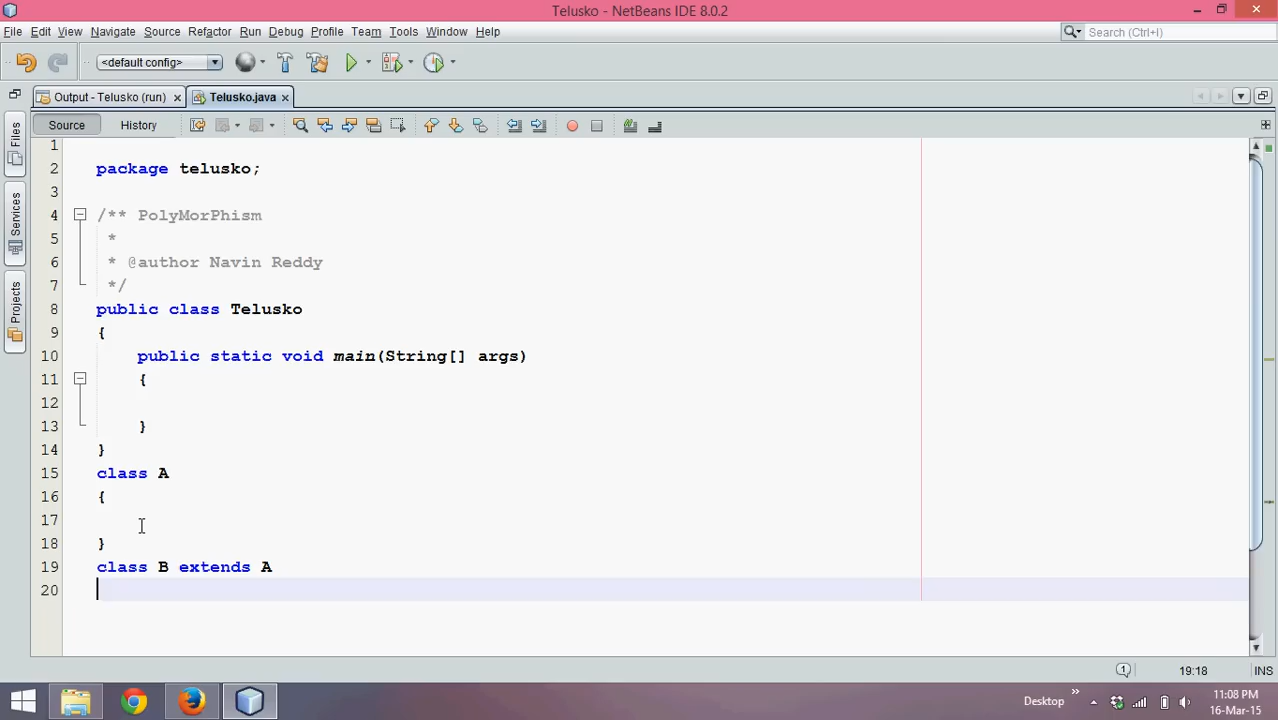 Telusko - NetBeans IDE 8.0.2
File Edit View Navigate Source Refactor Run Debug Profile Team Tools Window Help
Search (Ctrl+I)
<default config>
Output - Telusko (run) Telusko.java
Source History
Files
Services
Projects
1
2 package telusko;
3
4 /** PolyMorPhism
5 *
6 * @author Navin Reddy
7 */
8 public class Telusko
9 {
10 public static void main(String[] args)
11 {
12
13 }
14 }
15 class A
16 {
17
18 }
19 class B extends A
20
1 19:18 INS
Desktop
11:08 PM
16-Mar-15